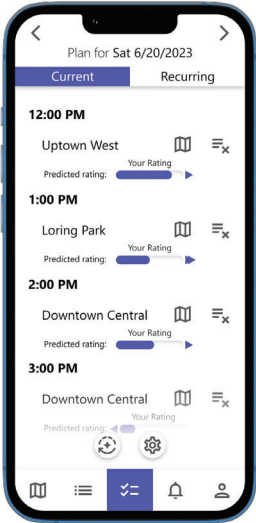 Plan for Sat 6/20/2023
Current Recurring
12:00 PM
Uptown West
Your Rating
Predicted rating:
1:00 PM
Loring Park
Your Rating
Predicted rating:
2:00 PM
Downtown Central
Your Rating
Predicted rating:
3:00 PM
Downtown Central
Your Rating
Predicted rating: